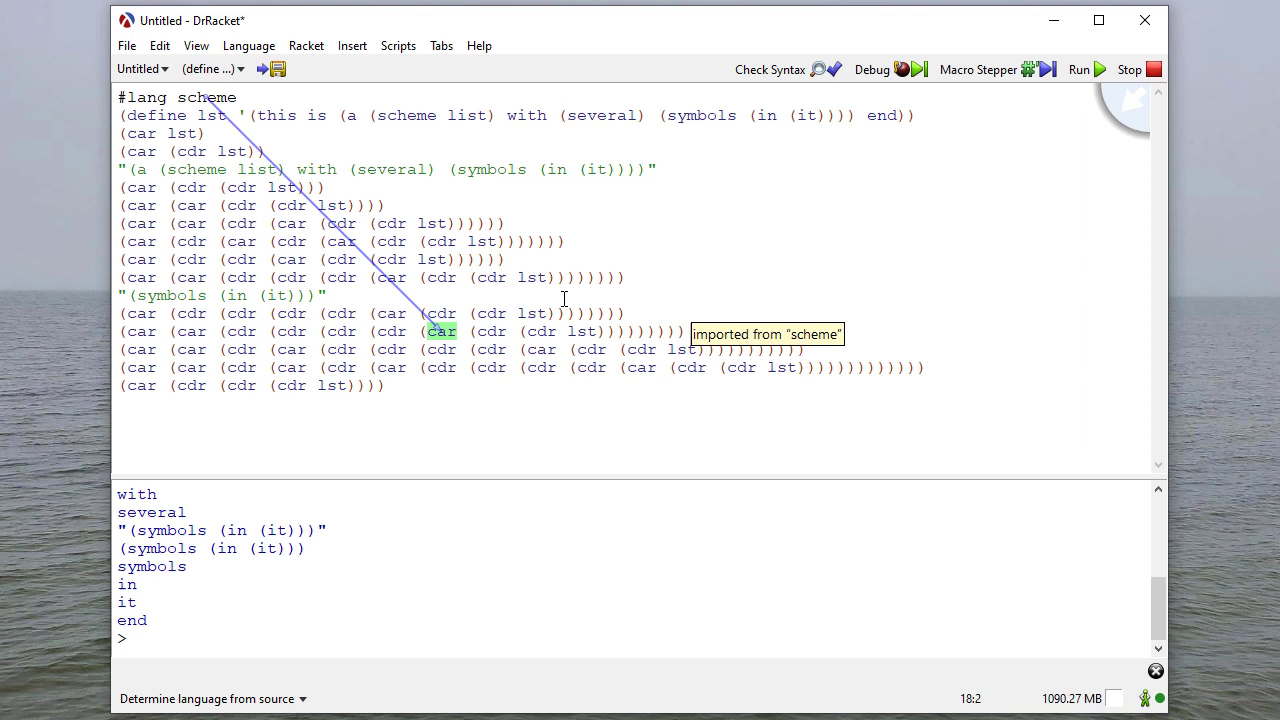 Untitled - DrRacket*
File Edit View Language Racket Insert Scripts Tabs Help
Untitled (define ...) Check Syntax Debug Macro Stepper Run Stop
#lang scheme
(define lst '(this is (a (scheme list) with (several) (symbols (in (it)))) end))
(car lst)
(car (cdr lst))
"(a (scheme list) with (several) (symbols (in (it))))"
(car (cdr (cdr lst)))
(car (car (cdr (cdr lst))))
(car (car (cdr (car (cdr (cdr lst))))))
(car (cdr (car (cdr (car (cdr (cdr lst)))))))
(car (cdr (cdr (car (cdr (cdr lst))))))
(car (car (cdr (cdr (cdr (car (cdr (cdr lst))))))))
"(symbols (in (it)))"
(car (cdr (cdr (cdr (cdr (car (cdr (cdr lst))))))))
(car (car (cdr (cdr (cdr (cdr (car (cdr (cdr lst)))))))))
imported from “scheme”
(car (car (car (cdr (cdr (cdr (cdr (cdr (car (cdr (cdr lst)))))))))))
(car (car (cdr (car (cdr (car (cdr (cdr (cdr (cdr (car (cdr (cdr lst)))))))))))))
(car (cdr (cdr (cdr lst))))
with
several
"(symbols (in (it)))"
(symbols (in (it)))
symbols
in
it
end
>
Determine language from source 18:2 1090.27 MB